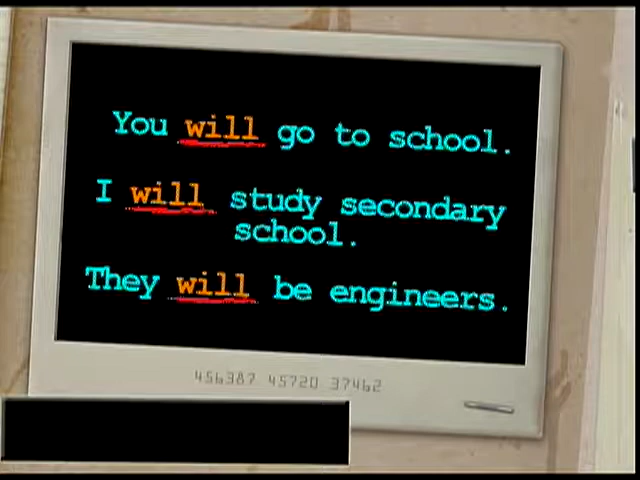 You will go to school.
I will study secondary
school.
They will be engineers.
456387 45720 37462